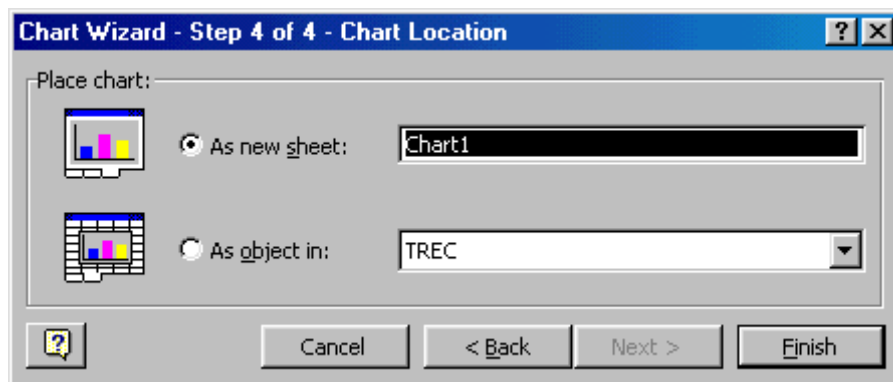 Chart Wizard - Step 4 of 4 - Chart Location ?
Place chart:
As new sheet: Chart1
As object in: TREC
? Cancel < Back Next > Finish